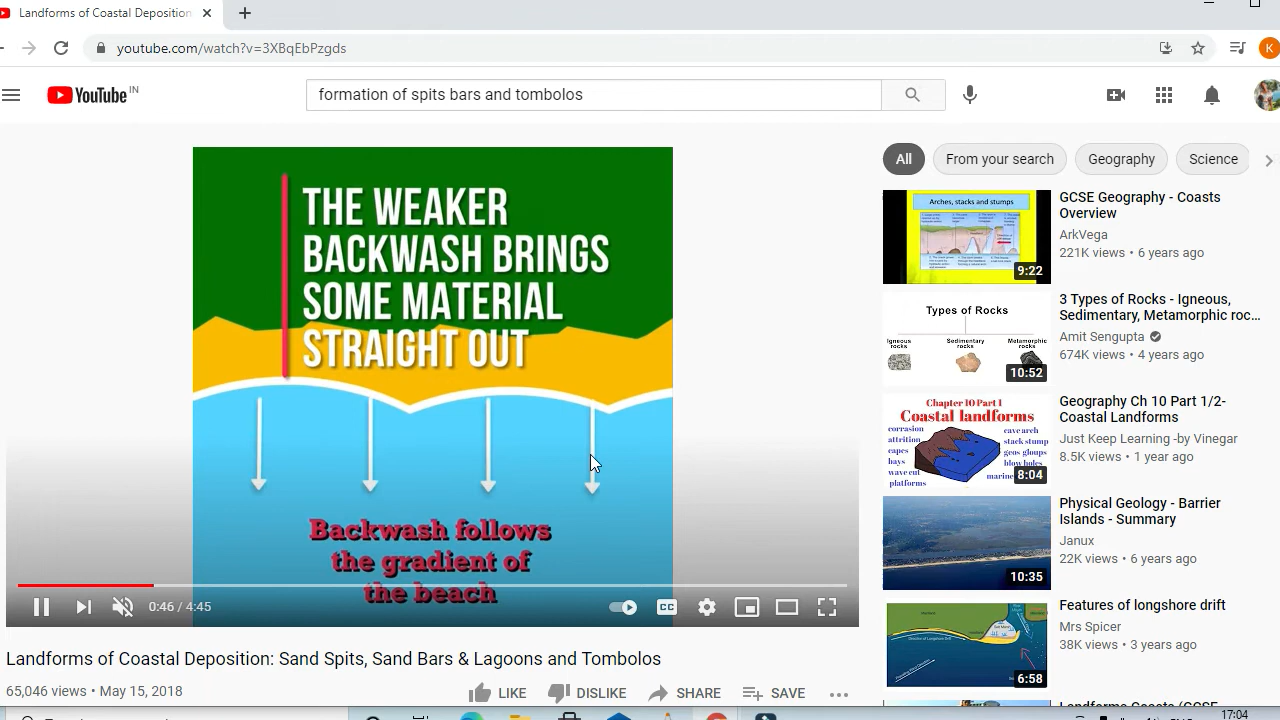 Landforms of Coastal Deposition
youtube.com/watch?v=3XBqEbPzgds
K
YouTube IN
formation of spits bars and tombolos
THE WEAKER
BACKWASH BRINGS
SOME MATERIAL
STRAIGHT OUT
Backwash follows
the gradient of
the beach
0:46 / 4:45
CC
Landforms of Coastal Deposition: Sand Spits, Sand Bars & Lagoons and Tombolos
65,046 views • May 15, 2018
LIKE
DISLIKE
SHARE
SAVE
All
From your search
Geography
Science
Arches, stacks and stumps
9:22
GCSE Geography - Coasts
Overview
ArkVega
221K views • 6 years ago
Types of Rocks
Igneous
rocks
Sedimentary
rocks
Metamorphic
rocks
10:52
3 Types of Rocks - Igneous,
Sedimentary, Metamorphic roc...
Amit Sengupta
674K views • 4 years ago
Chapter 10 Part 1
Coastal landforms
corrasion
attrition
capes
bays
wave cut
platforms
cave arch
stack stump
geos gloups
blow holes
marine
8:04
Geography Ch 10 Part 1/2-
Coastal Landforms
Just Keep Learning -by Vinegar
8.5K views • 1 year ago
10:35
Physical Geology - Barrier
Islands - Summary
Janux
22K views • 6 years ago
6:58
Features of longshore drift
Mrs Spicer
38K views • 3 years ago
17:04